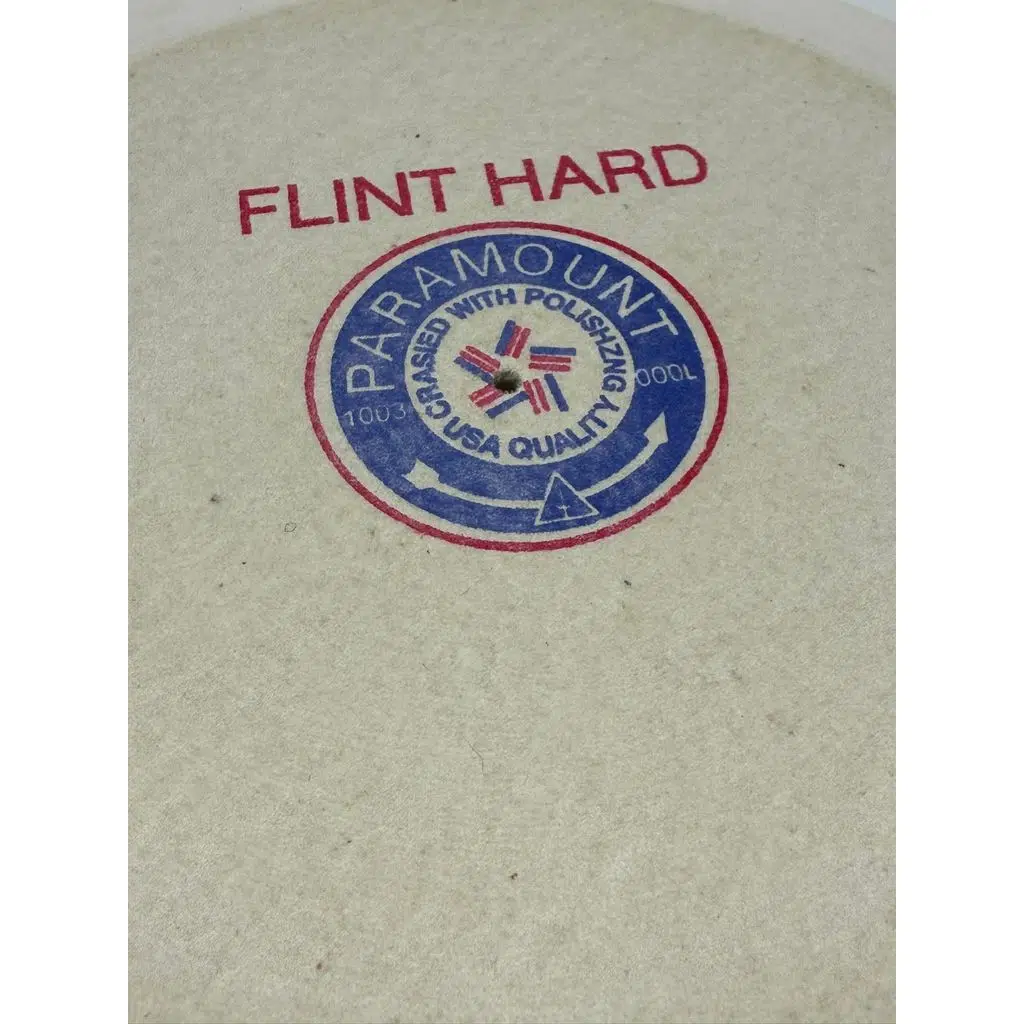 FLINT HARD
PARAMOUNT
CRASIED WITH POLISHZNG
USA QUALITY
1003
000L